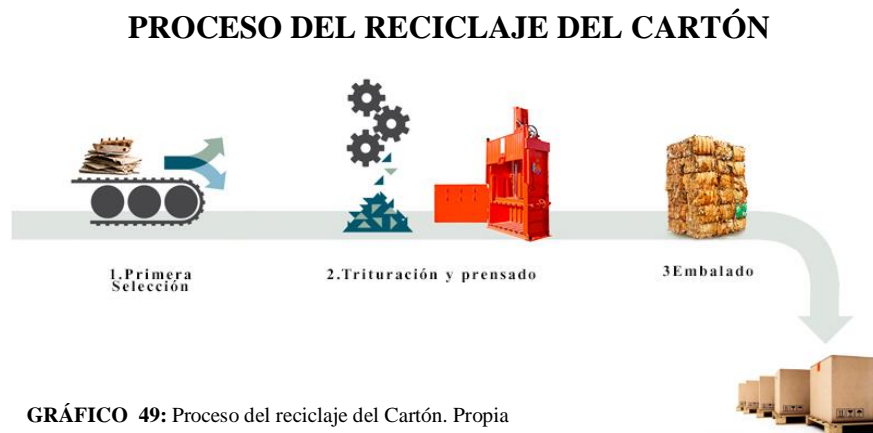 PROCESO DEL RECICLAJE DEL CARTÓN
1.Primera
Selección
2.Trituración y prensado
3Embalado
GRÁFICO 49: Proceso del reciclaje del Cartón. Propia